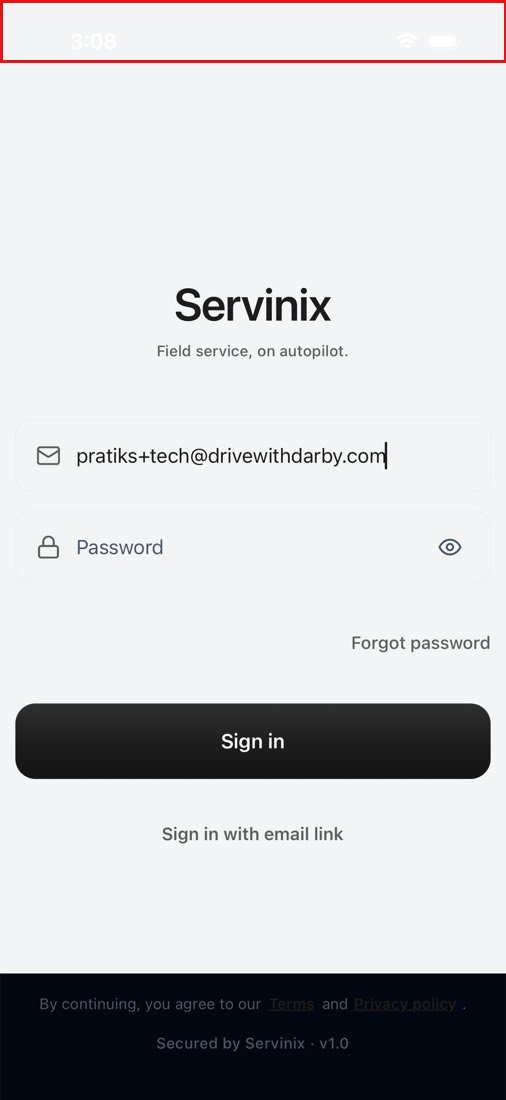 3:08
Servinix
Field service, on autopilot.
pratiks+tech@drivewithdarby.com
Password
Forgot password
Sign in
Sign in with email link
By continuing, you agree to our Terms and Privacy policy .
Secured by Servinix · v1.0